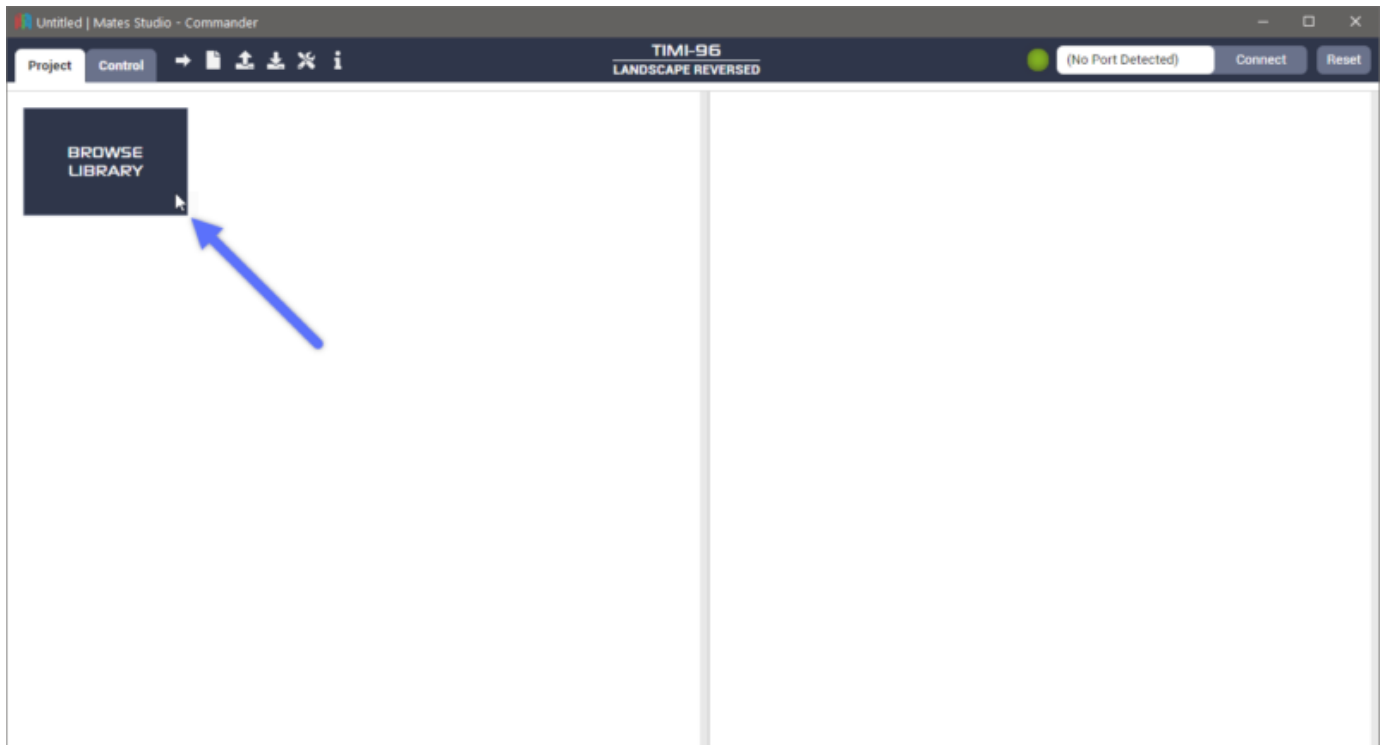 Untitled | Mates Studio - Commander
Project
Control
TIMI-96
LANDSCAPE REVERSED
(No Port Detected)
Connect
Reset
BROWSE
LIBRARY